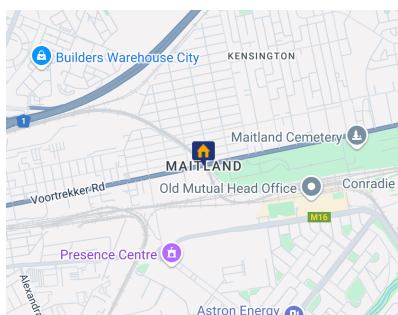 KENSINGTON
Builders Warehouse City
1
Maitland Cemetery
MAITLAND
Voortrekker Rd
Old Mutual Head Office
Conradie
M16
Presence Centre
Alexandra
Astron Energy